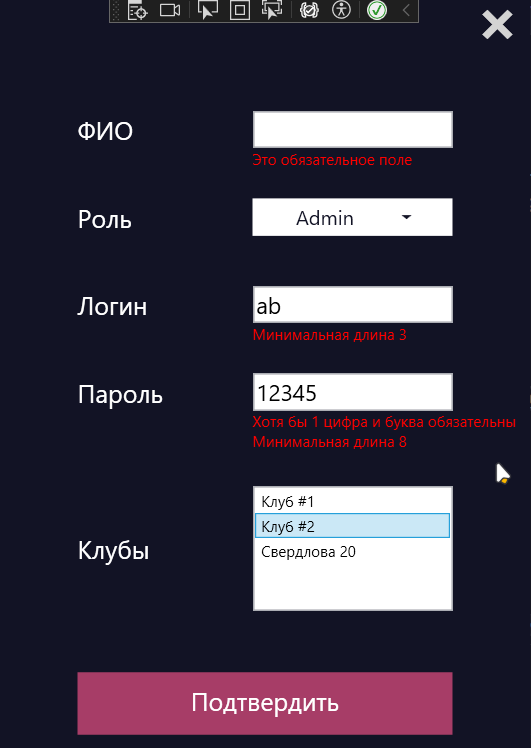 ФИО
Это обязательное поле
Роль
Admin
Логин
ab
Минимальная длина 3
Пароль
12345
Хотя бы 1 цифра и буква обязательны
Минимальная длина 8
Клубы
Клуб #1
Клуб #2
Свердлова 20
Подтвердить